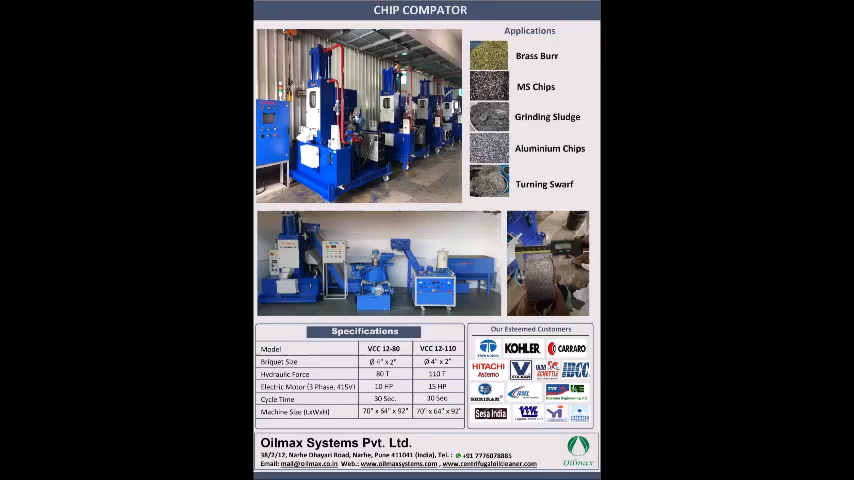 CHIP COMPATOR
Applications
Brass Burr
MS Chips
Grinding Sludge
Aluminium Chips
Turning Swarf
Specifications
Model VCC 12-80 VCC 12-110
Briquet Size Ø 4" x 2" Ø 4" x 2"
Hydraulic Force 80 T 110 T
Electric Motor (3 Phase, 415V) 10 HP 15 HP
Cycle Time 30 Sec. 30 Sec.
Machine Size (LxWxH) 70" x 64" x 92" 70" x 64" x 92"
Our Esteemed Customers
KOHLER
CARRARO
HITACHI
Astemo
VULKAN
SHRIRAM
Sesa India
Oilmax Systems Pvt. Ltd.
38/2/12, Narhe Dhayari Road, Narhe, Pune 411041 (India), Tel. : +91 7776078885
Email: mail@oilmax.co.in Web.: www.oilmaxsystems.com , www.centrifugaloilcleaner.com
Oilmax